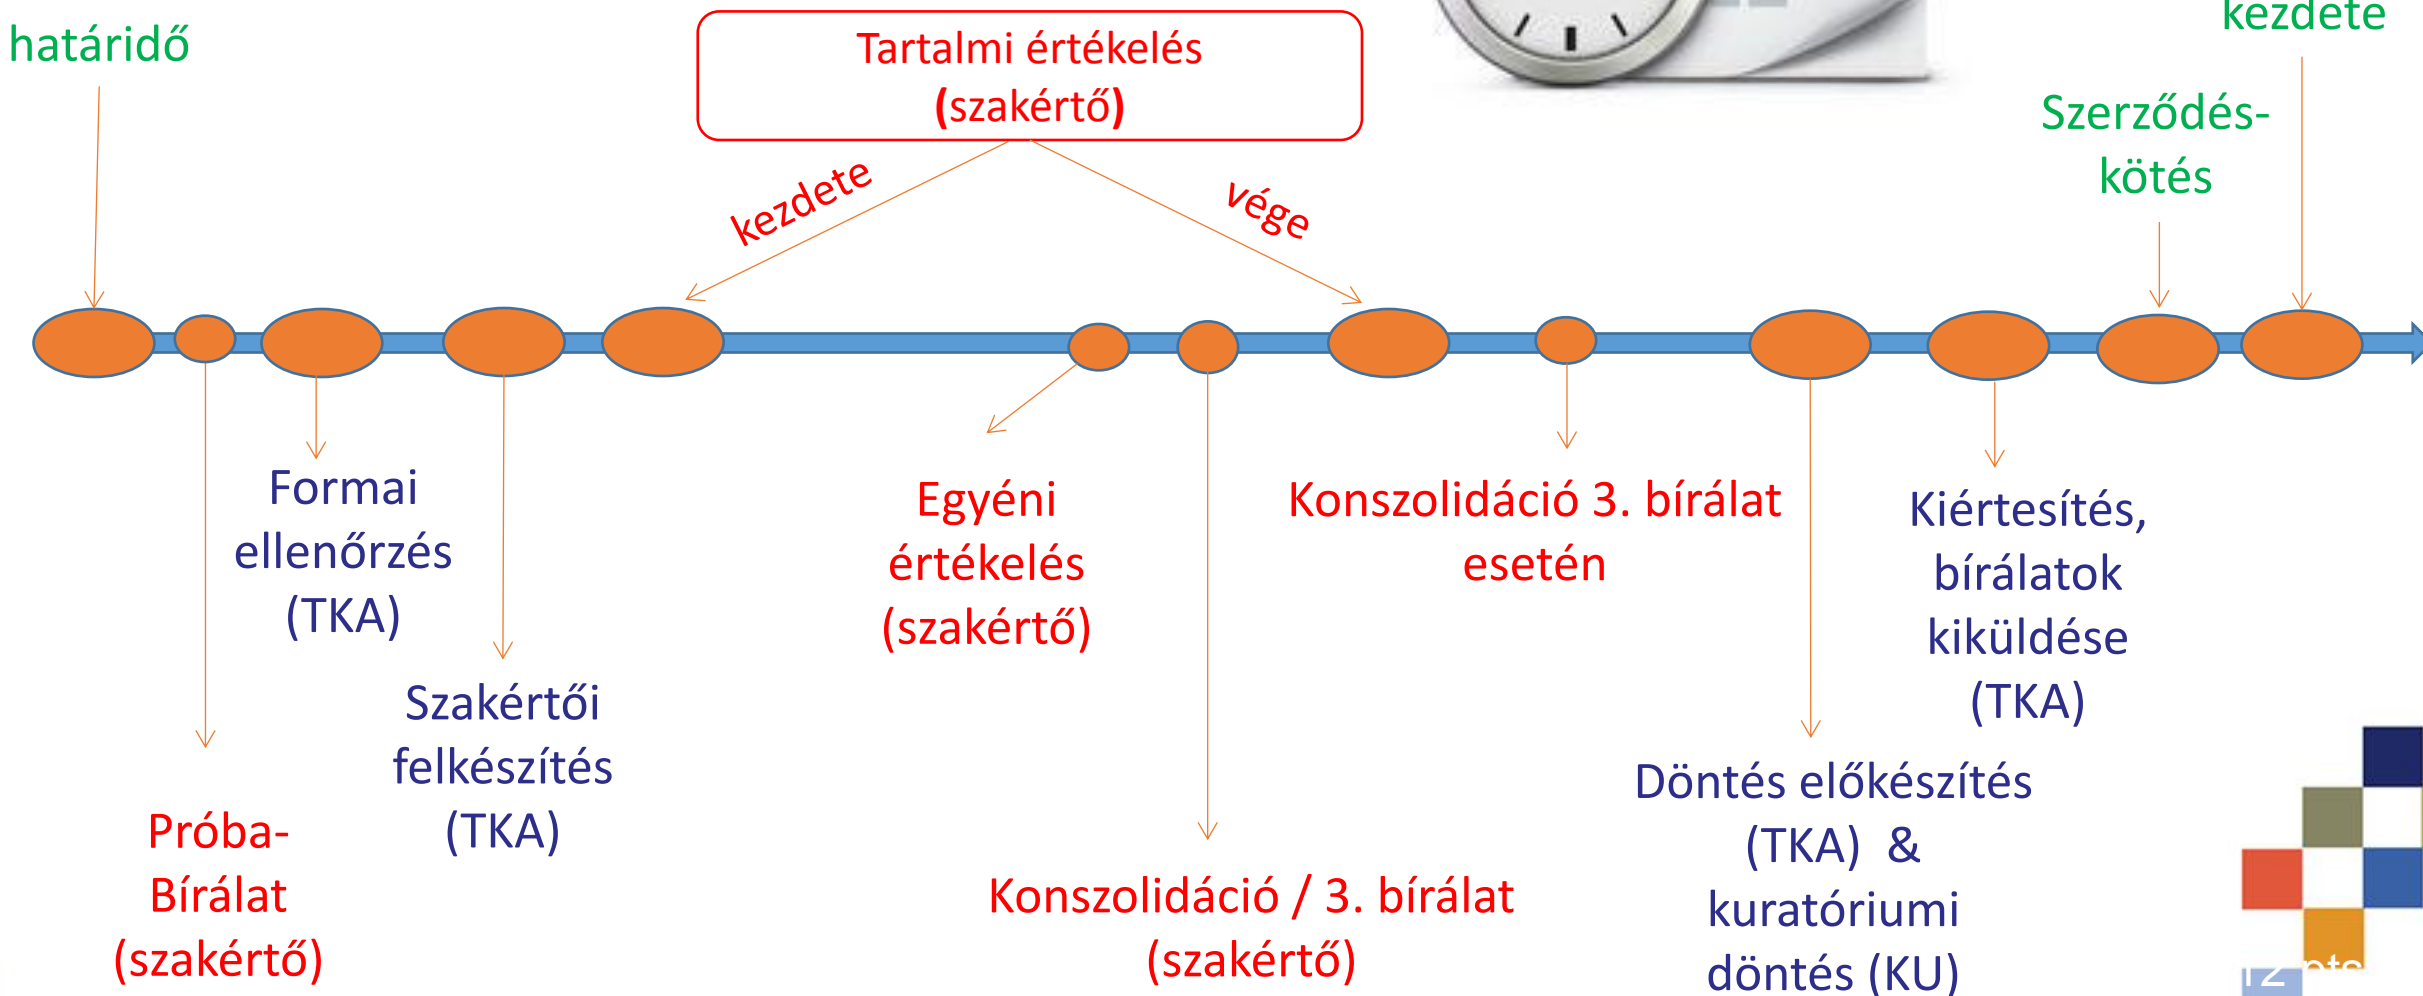 határidő
Tartalmi értékelés
(szakértő)
kezdete
Szerződés-
kötés
kezdete
vége
Formai
ellenőrzés
(TKA)
Szakértői
felkészítés
(TKA)
Próba-
Bírálat
(szakértő)
Egyéni
értékelés
(szakértő)
Konszolidáció / 3. bírálat
(szakértő)
Konszolidáció 3. bírálat
esetén
Döntés előkészítés
(TKA) &
kuratóriumi
döntés (KU)
Kiértesítés,
bírálatok
kiküldése
(TKA)